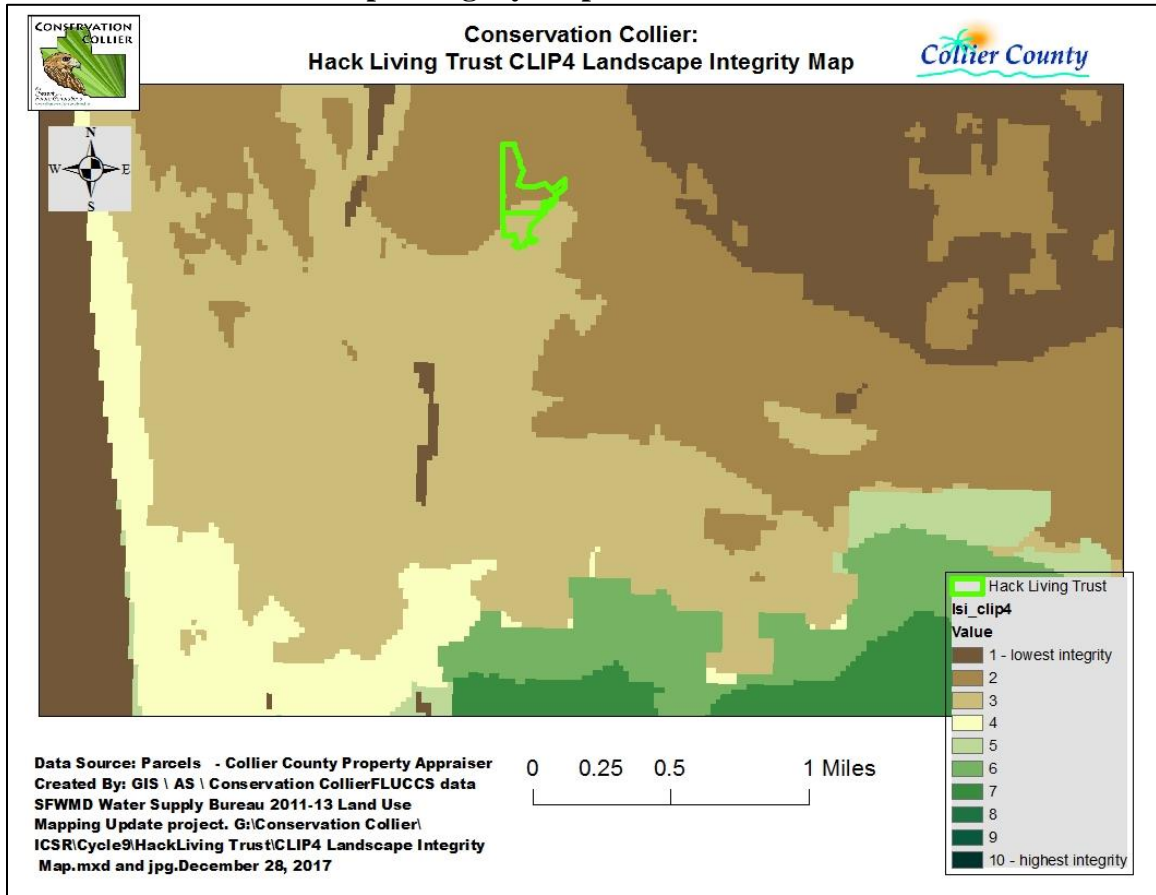 CONSERVATION
COLLIER
Conservation Collier:
Hack Living Trust CLIP4 Landscape Integrity Map
Collier County
N
W E
S
Hack Living Trust
lsi_clip4
Value
1 - lowest integrity
2
3
4
5
6
7
8
9
10 - highest integrity
Data Source: Parcels - Collier County Property Appraiser
Created By: GIS \ AS \ Conservation CollierFLUCCS data
SFWMD Water Supply Bureau 2011-13 Land Use
Mapping Update project. G:\Conservation Collier\
ICSR\Cycle9\HackLiving Trust\CLIP4 Landscape Integrity
Map.mxd and jpg.December 28, 2017
0 0.25 0.5 1 Miles